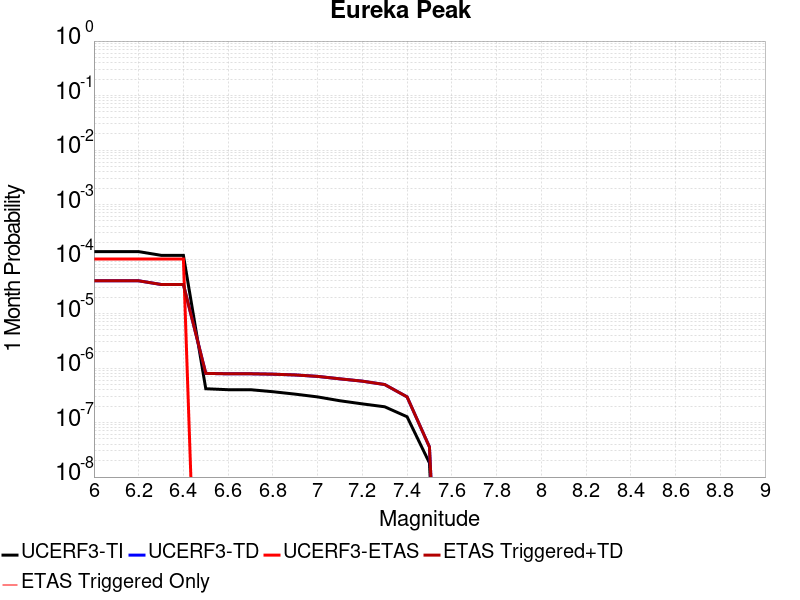 Eureka Peak
1 Month Probability
10^0
10^-1
10^-2
10^-3
10^-4
10^-5
10^-6
10^-7
10^-8
6 6.2 6.4 6.6 6.8 7 7.2 7.4 7.6 7.8 8 8.2 8.4 8.6 8.8 9
Magnitude
UCERF3-TI UCERF3-TD UCERF3-ETAS ETAS Triggered+TD
ETAS Triggered Only